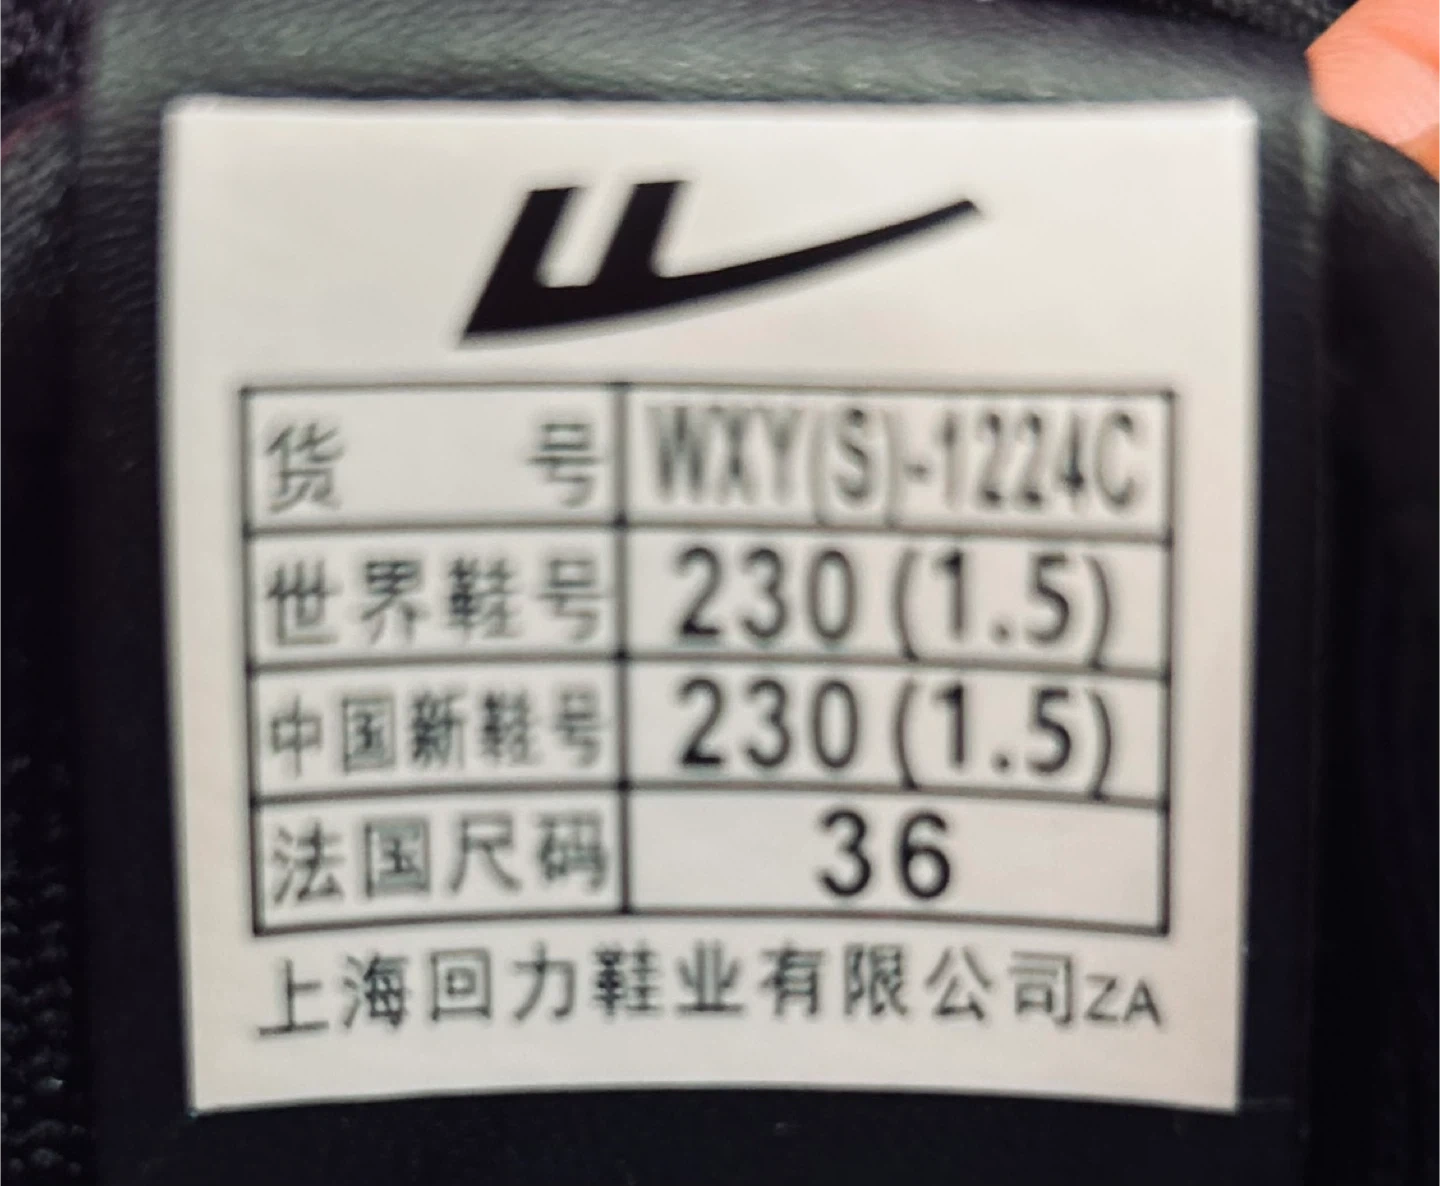 货号 WXY(S)-1224C
世界鞋号 230(1.5)
中国新鞋号 230(1.5)
法国尺码 36
上海回力鞋业有限公司ZA